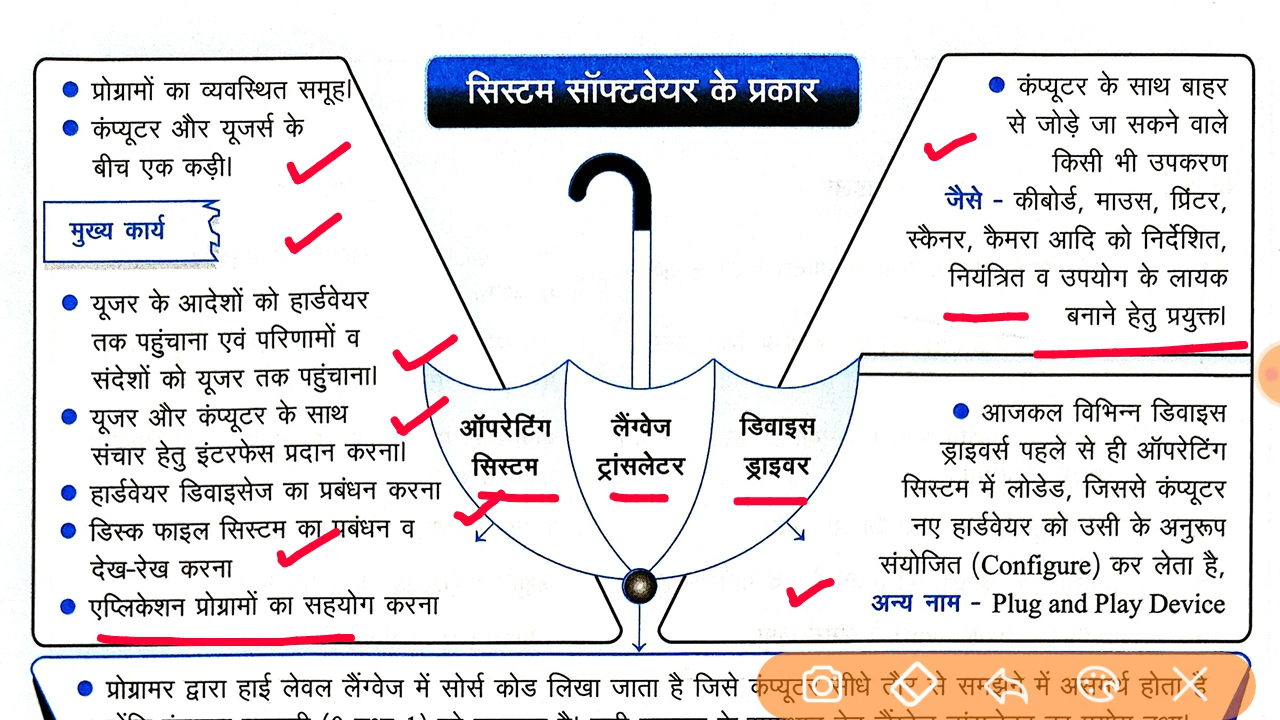 सिस्टम सॉफ्टवेयर के प्रकार
प्रोग्रामों का व्यवस्थित समूह।
कंप्यूटर और यूजर्स के
बीच एक कड़ी।
मुख्य कार्य
यूजर के आदेशों को हार्डवेयर
तक पहुंचाना एवं परिणामों व
संदेशों को यूजर तक पहुंचाना।
यूजर और कंप्यूटर के साथ
संचार हेतु इंटरफेस प्रदान करना।
हार्डवेयर डिवाइसेज का प्रबंधन करना
डिस्क फाइल सिस्टम का प्रबंधन व
देख-रेख करना
एप्लिकेशन प्रोग्रामों का सहयोग करना
ऑपरेटिंग
सिस्टम
लैंग्वेज
ट्रांसलेटर
डिवाइस
ड्राइवर
कंप्यूटर के साथ बाहर
से जोड़े जा सकने वाले
किसी भी उपकरण
जैसे - कीबोर्ड, माउस, प्रिंटर,
स्कैनर, कैमरा आदि को निर्देशित,
नियंत्रित व उपयोग के लायक
बनाने हेतु प्रयुक्त।
आजकल विभिन्न डिवाइस
ड्राइवर्स पहले से ही ऑपरेटिंग
सिस्टम में लोडेड, जिससे कंप्यूटर
नए हार्डवेयर को उसी के अनुरूप
संयोजित (Configure) कर लेता है,
अन्य नाम - Plug and Play Device
प्रोग्रामर द्वारा हाई लेवल लैंग्वेज में सोर्स कोड लिखा जाता है जिसे कंप्यूटर सीधे तौर से समझने में असमर्थ होता है